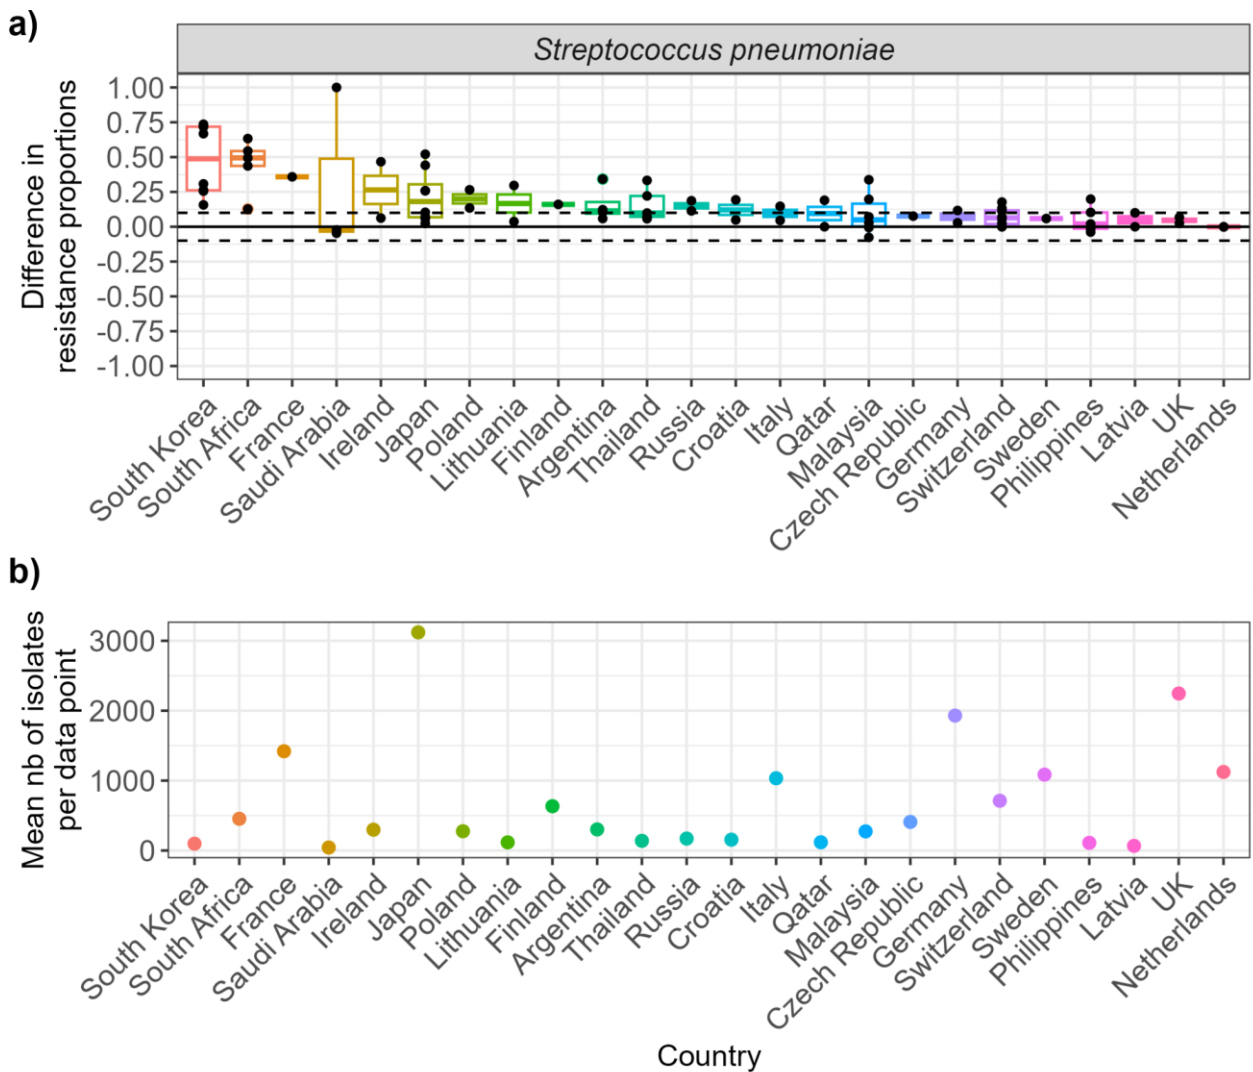 a)
Streptococcus pneumoniae
Difference in
resistance proportions
1.00
0.75
0.50
0.25
0.00
-0.25
-0.50
-0.75
-1.00
South Korea
South Africa
France
Saudi Arabia
Ireland
Japan
Poland
Lithuania
Finland
Argentina
Thailand
Russia
Croatia
Italy
Qatar
Malaysia
Czech Republic
Germany
Switzerland
Sweden
Philippines
Latvia
UK
Netherlands
b)
Mean nb of isolates
per data point
3000
2000
1000
0
South Korea
South Africa
France
Saudi Arabia
Ireland
Japan
Poland
Lithuania
Finland
Argentina
Thailand
Russia
Croatia
Italy
Qatar
Malaysia
Czech Republic
Germany
Switzerland
Sweden
Philippines
Latvia
UK
Netherlands
Country